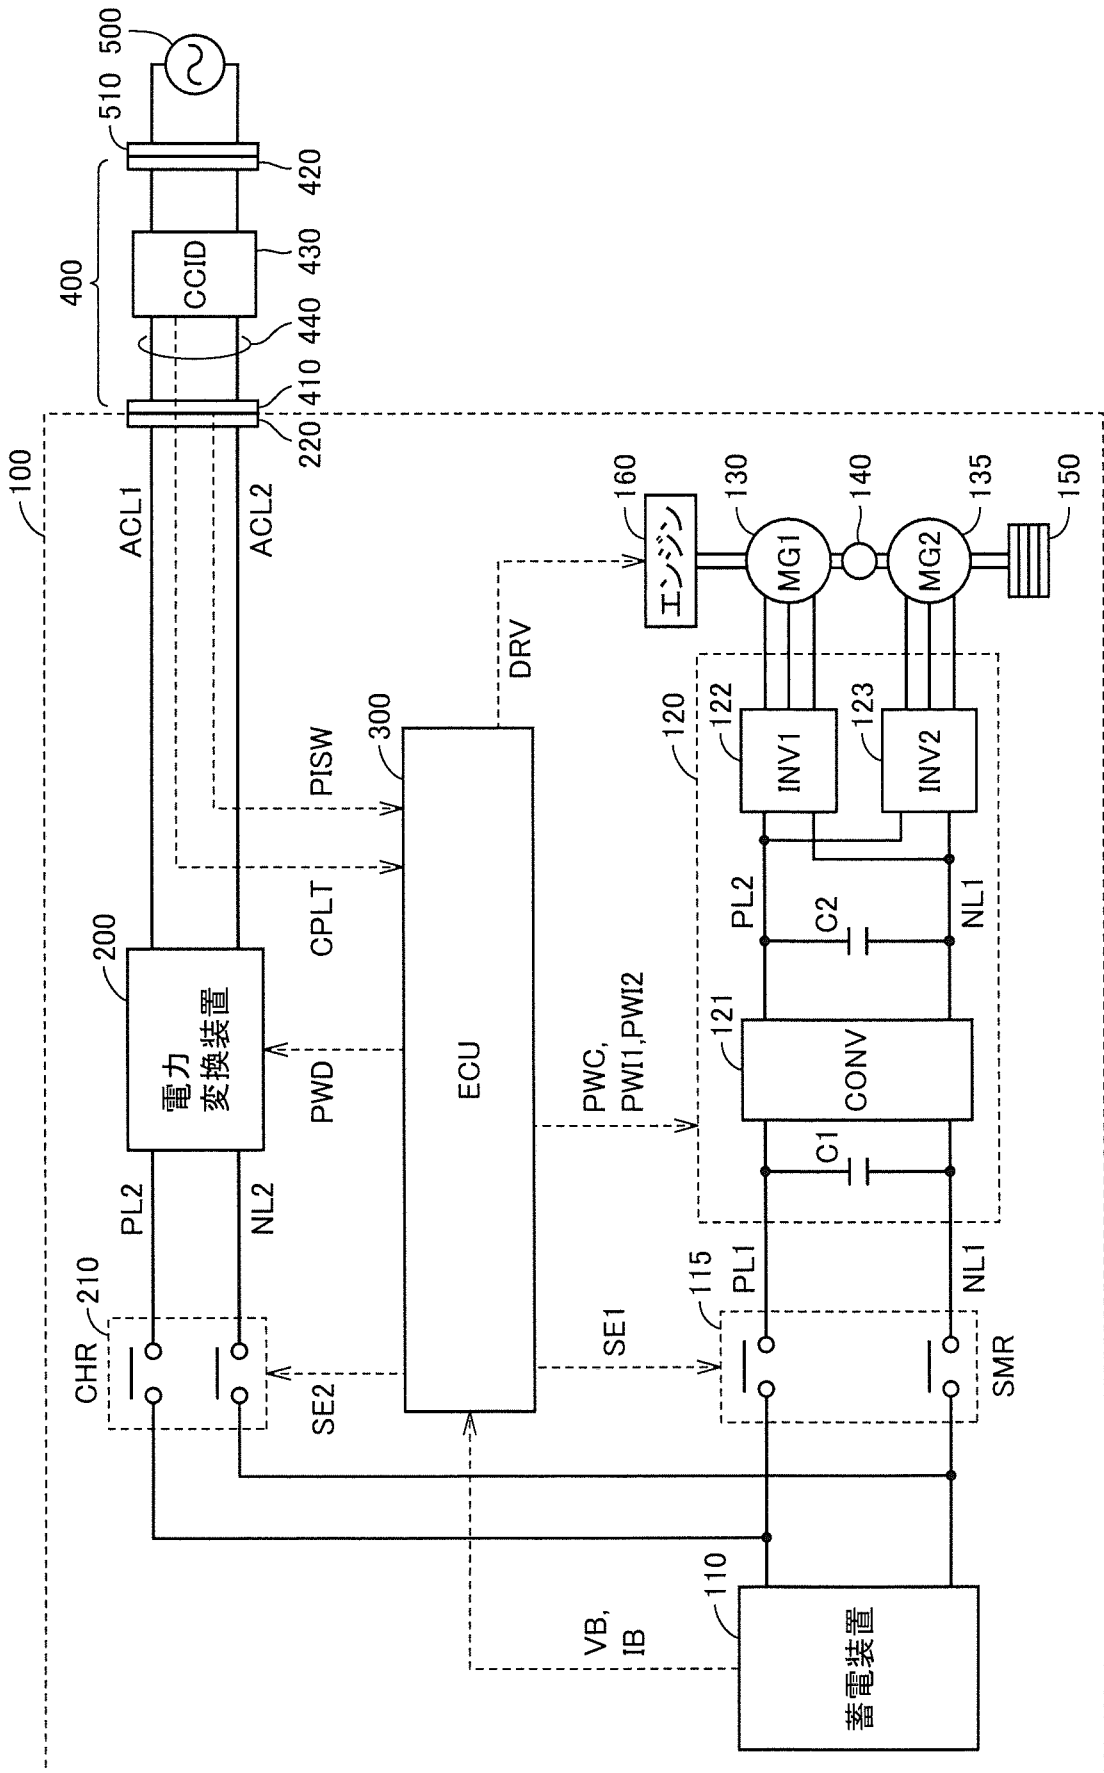 100
400
500
510
420
CCID
430
440
410
220
ACL1
ACL2
200
電力
変換装置
PL2
NL2
210
CHR
SE2
PWD
CPLT
PISW
300
ECU
DRV
160
エンジン
130
MG1
140
MG2
135
150
120
122
INV1
123
INV2
PL2
C2
NL1
121
CONV
C1
PWC,
PWI1,PWI2
SE1
115
PL1
NL1
SMR
VB,
IB
110
蓄電装置